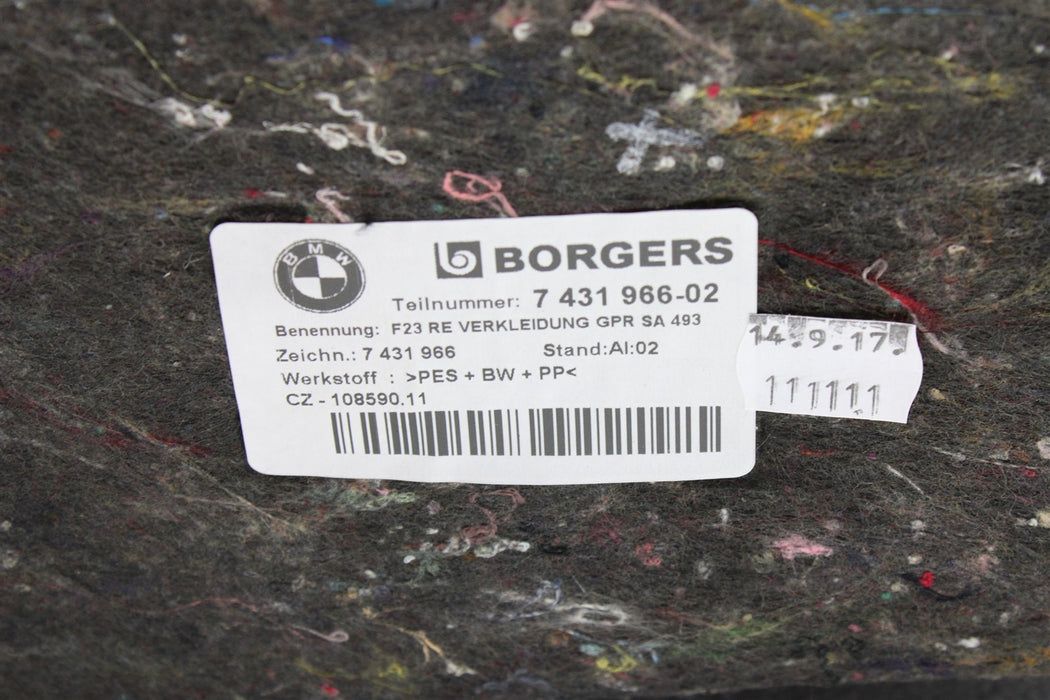 BMW
BORGERS
Teilnummer: 7 431 966-02
Benennung: F23 RE VERKLEIDUNG GPR SA 493
Zeichn.: 7 431 966 Stand:AI:02
Werkstoff : >PES + BW + PP<
CZ - 108590.11
14.9.17.
111111